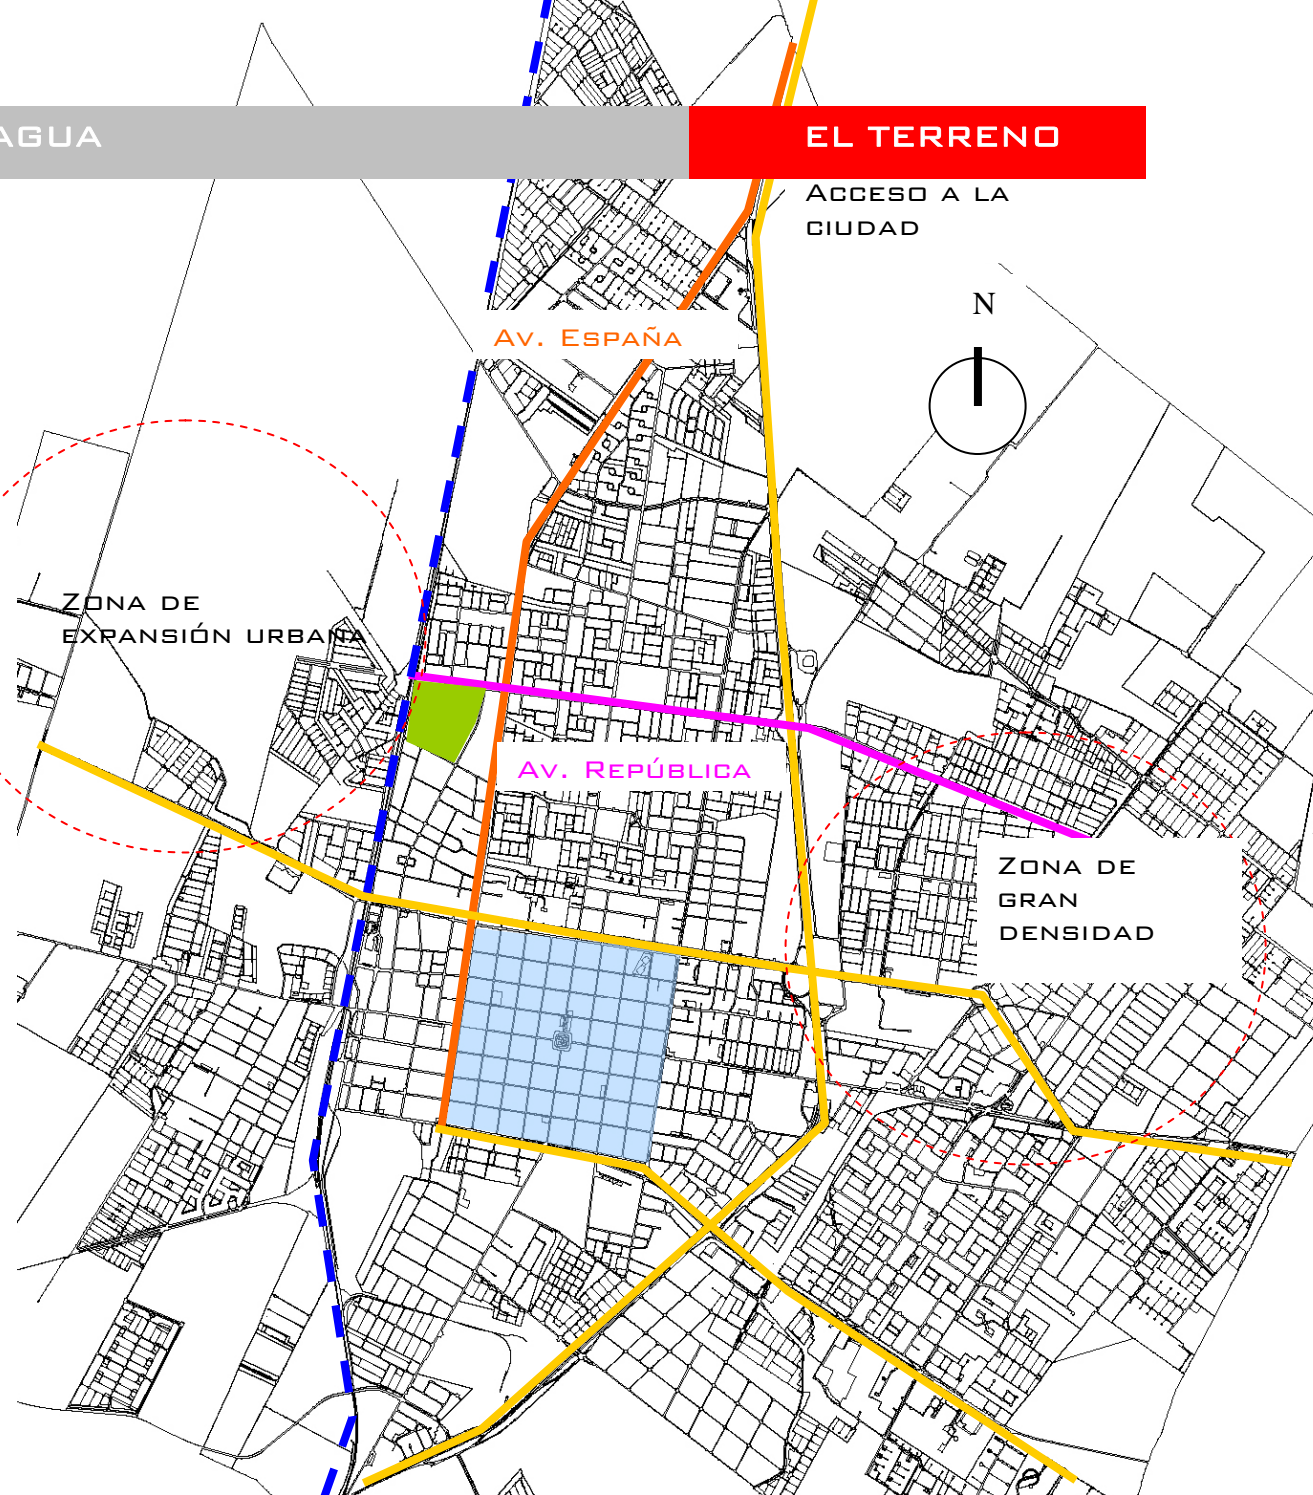 AGUA
EL TERRENO
ACCESO A LA
CIUDAD
N
AV. ESPAÑA
ZONA DE
EXPANSIÓN URBANA
AV. REPÚBLICA
ZONA DE
GRAN
DENSIDAD